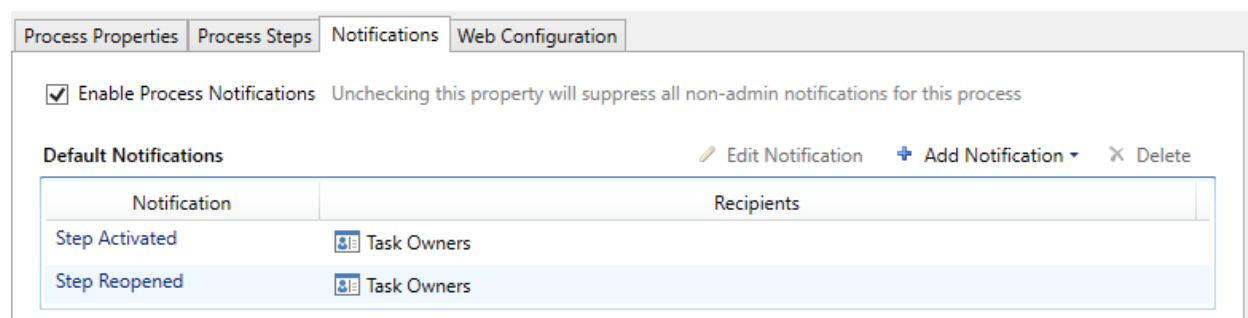 Process Properties Process Steps Notifications Web Configuration
Enable Process Notifications Unchecking this property will suppress all non-admin notifications for this process
Default Notifications Edit Notification Add Notification Delete
Notification Recipients
Step Activated Task Owners
Step Reopened Task Owners